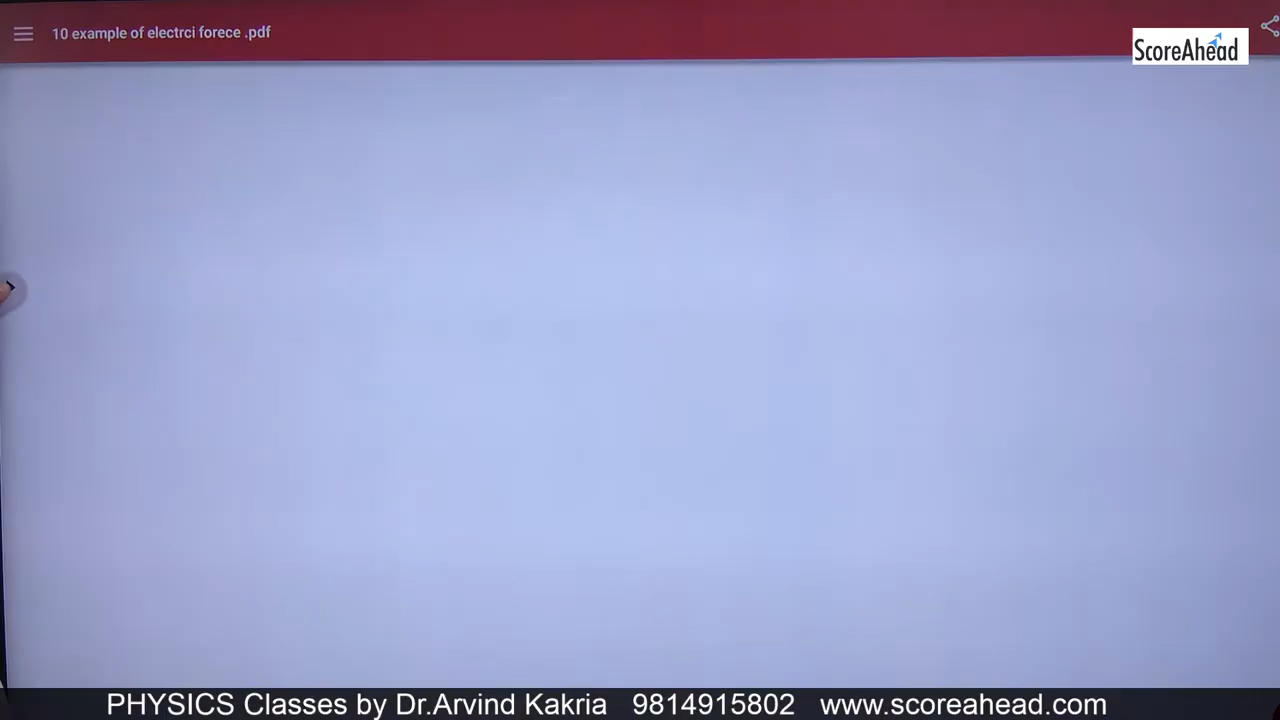 10 example of electrci forece .pdf
ScoreAhead
PHYSICS Classes by Dr.Arvind Kakria 9814915802 www.scoreahead.com